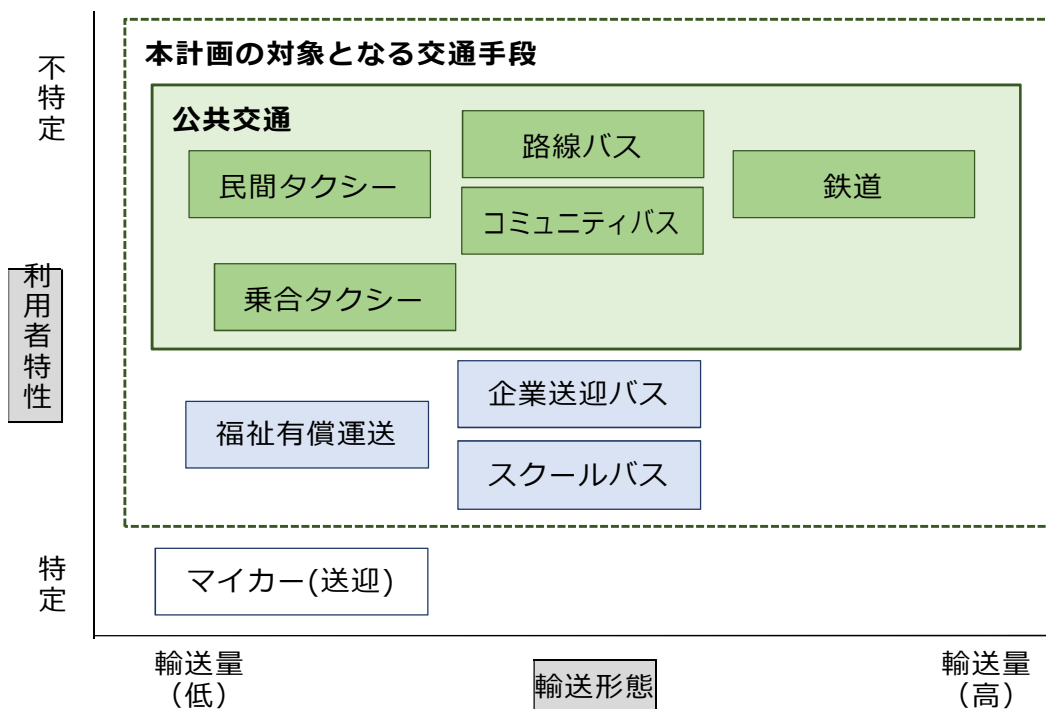 不特定
利用者特性
特定
本計画の対象となる交通手段
公共交通
民間タクシー
路線バス
コミュニティバス
鉄道
乗合タクシー
福祉有償運送
企業送迎バス
スクールバス
マイカー(送迎)
輸送量
（低）
輸送形態
輸送量
（高）